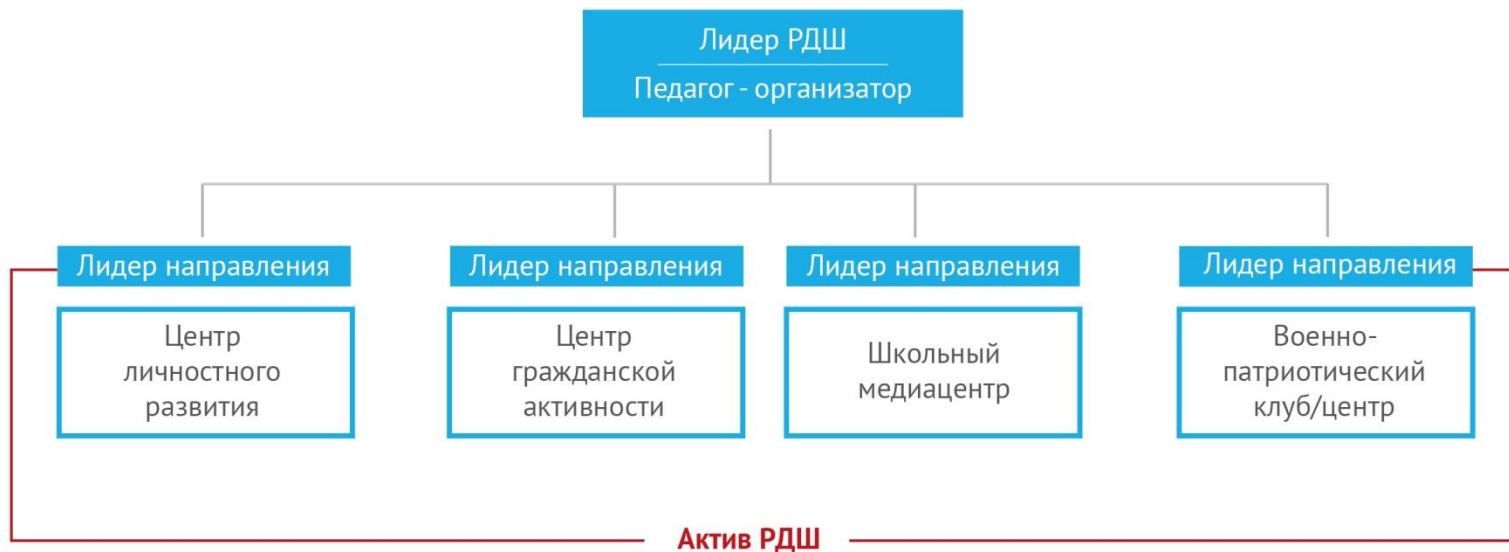 Лидер РДШ
Педагог - организатор
Лидер направления
Центр
личностного
развития
Лидер направления
Центр
гражданской
активности
Лидер направления
Школьный
медиацентр
Лидер направления
Военно-
патриотический
клуб/центр
Актив РДШ